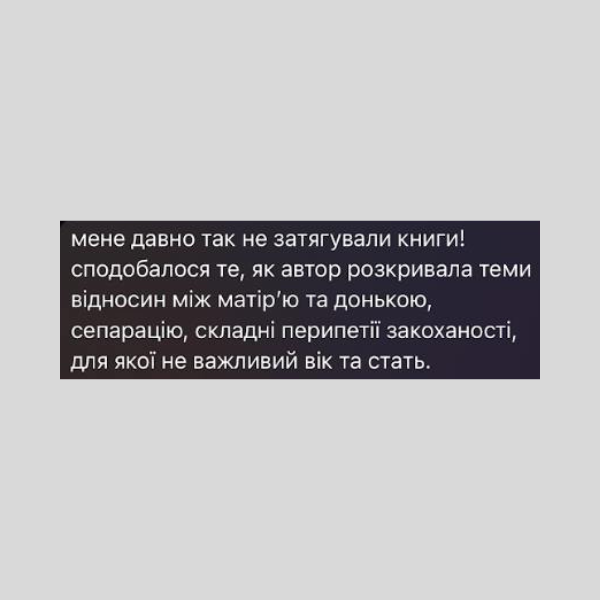 мене давно так не затягували книги!
сподобалося те, як автор розкривала теми
відносин між матір’ю та донькою,
сепарацію, складні перипетії закоханості,
для якої не важливий вік та стать.